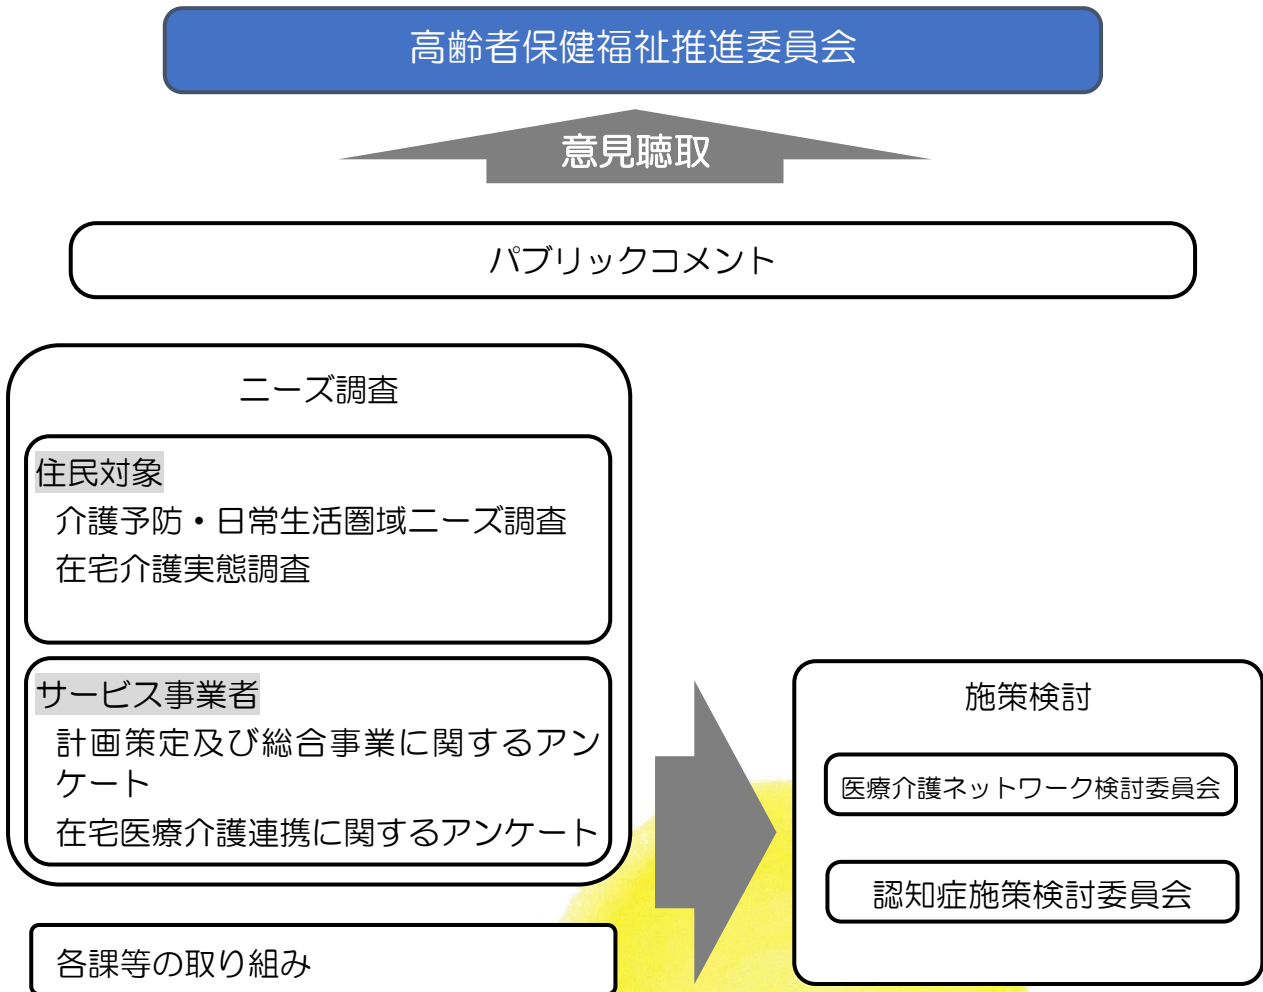 高齢者保健福祉推進委員会
意見聴取
パブリックコメント
ニーズ調査
住民対象
介護予防・日常生活圏域ニーズ調査
在宅介護実態調査
サービス事業者
計画策定及び総合事業に関するアン
ケート
在宅医療介護連携に関するアンケート
各課等の取り組み
施策検討
医療介護ネットワーク検討委員会
認知症施策検討委員会